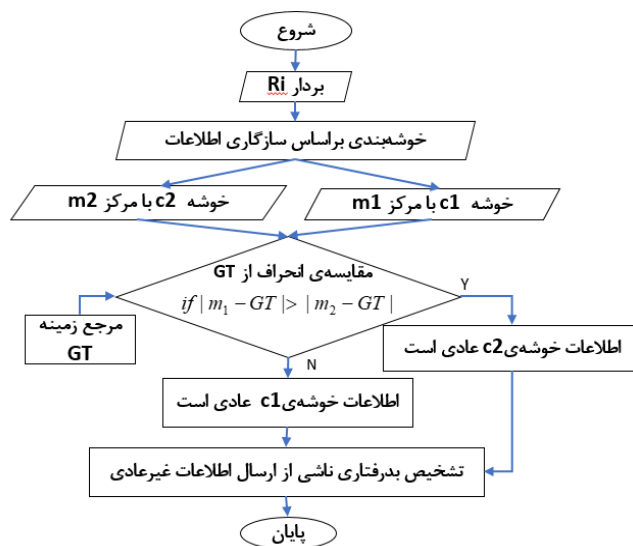 شروع
بردار Ri
خوشه‌بندی براساس سازگاری اطلاعات
خوشه c1 با مرکز m1
خوشه c2 با مرکز m2
مقایسه‌ی انحراف از GT
if | m₁ − GT |> | m₂ − GT |
Y
مرجع زمینه
GT
اطلاعات خوشه‌ی c2 عادی است
N
اطلاعات خوشه‌ی c1 عادی است
تشخیص بدرفتاری ناشی از ارسال اطلاعات غیرعادی
پایان